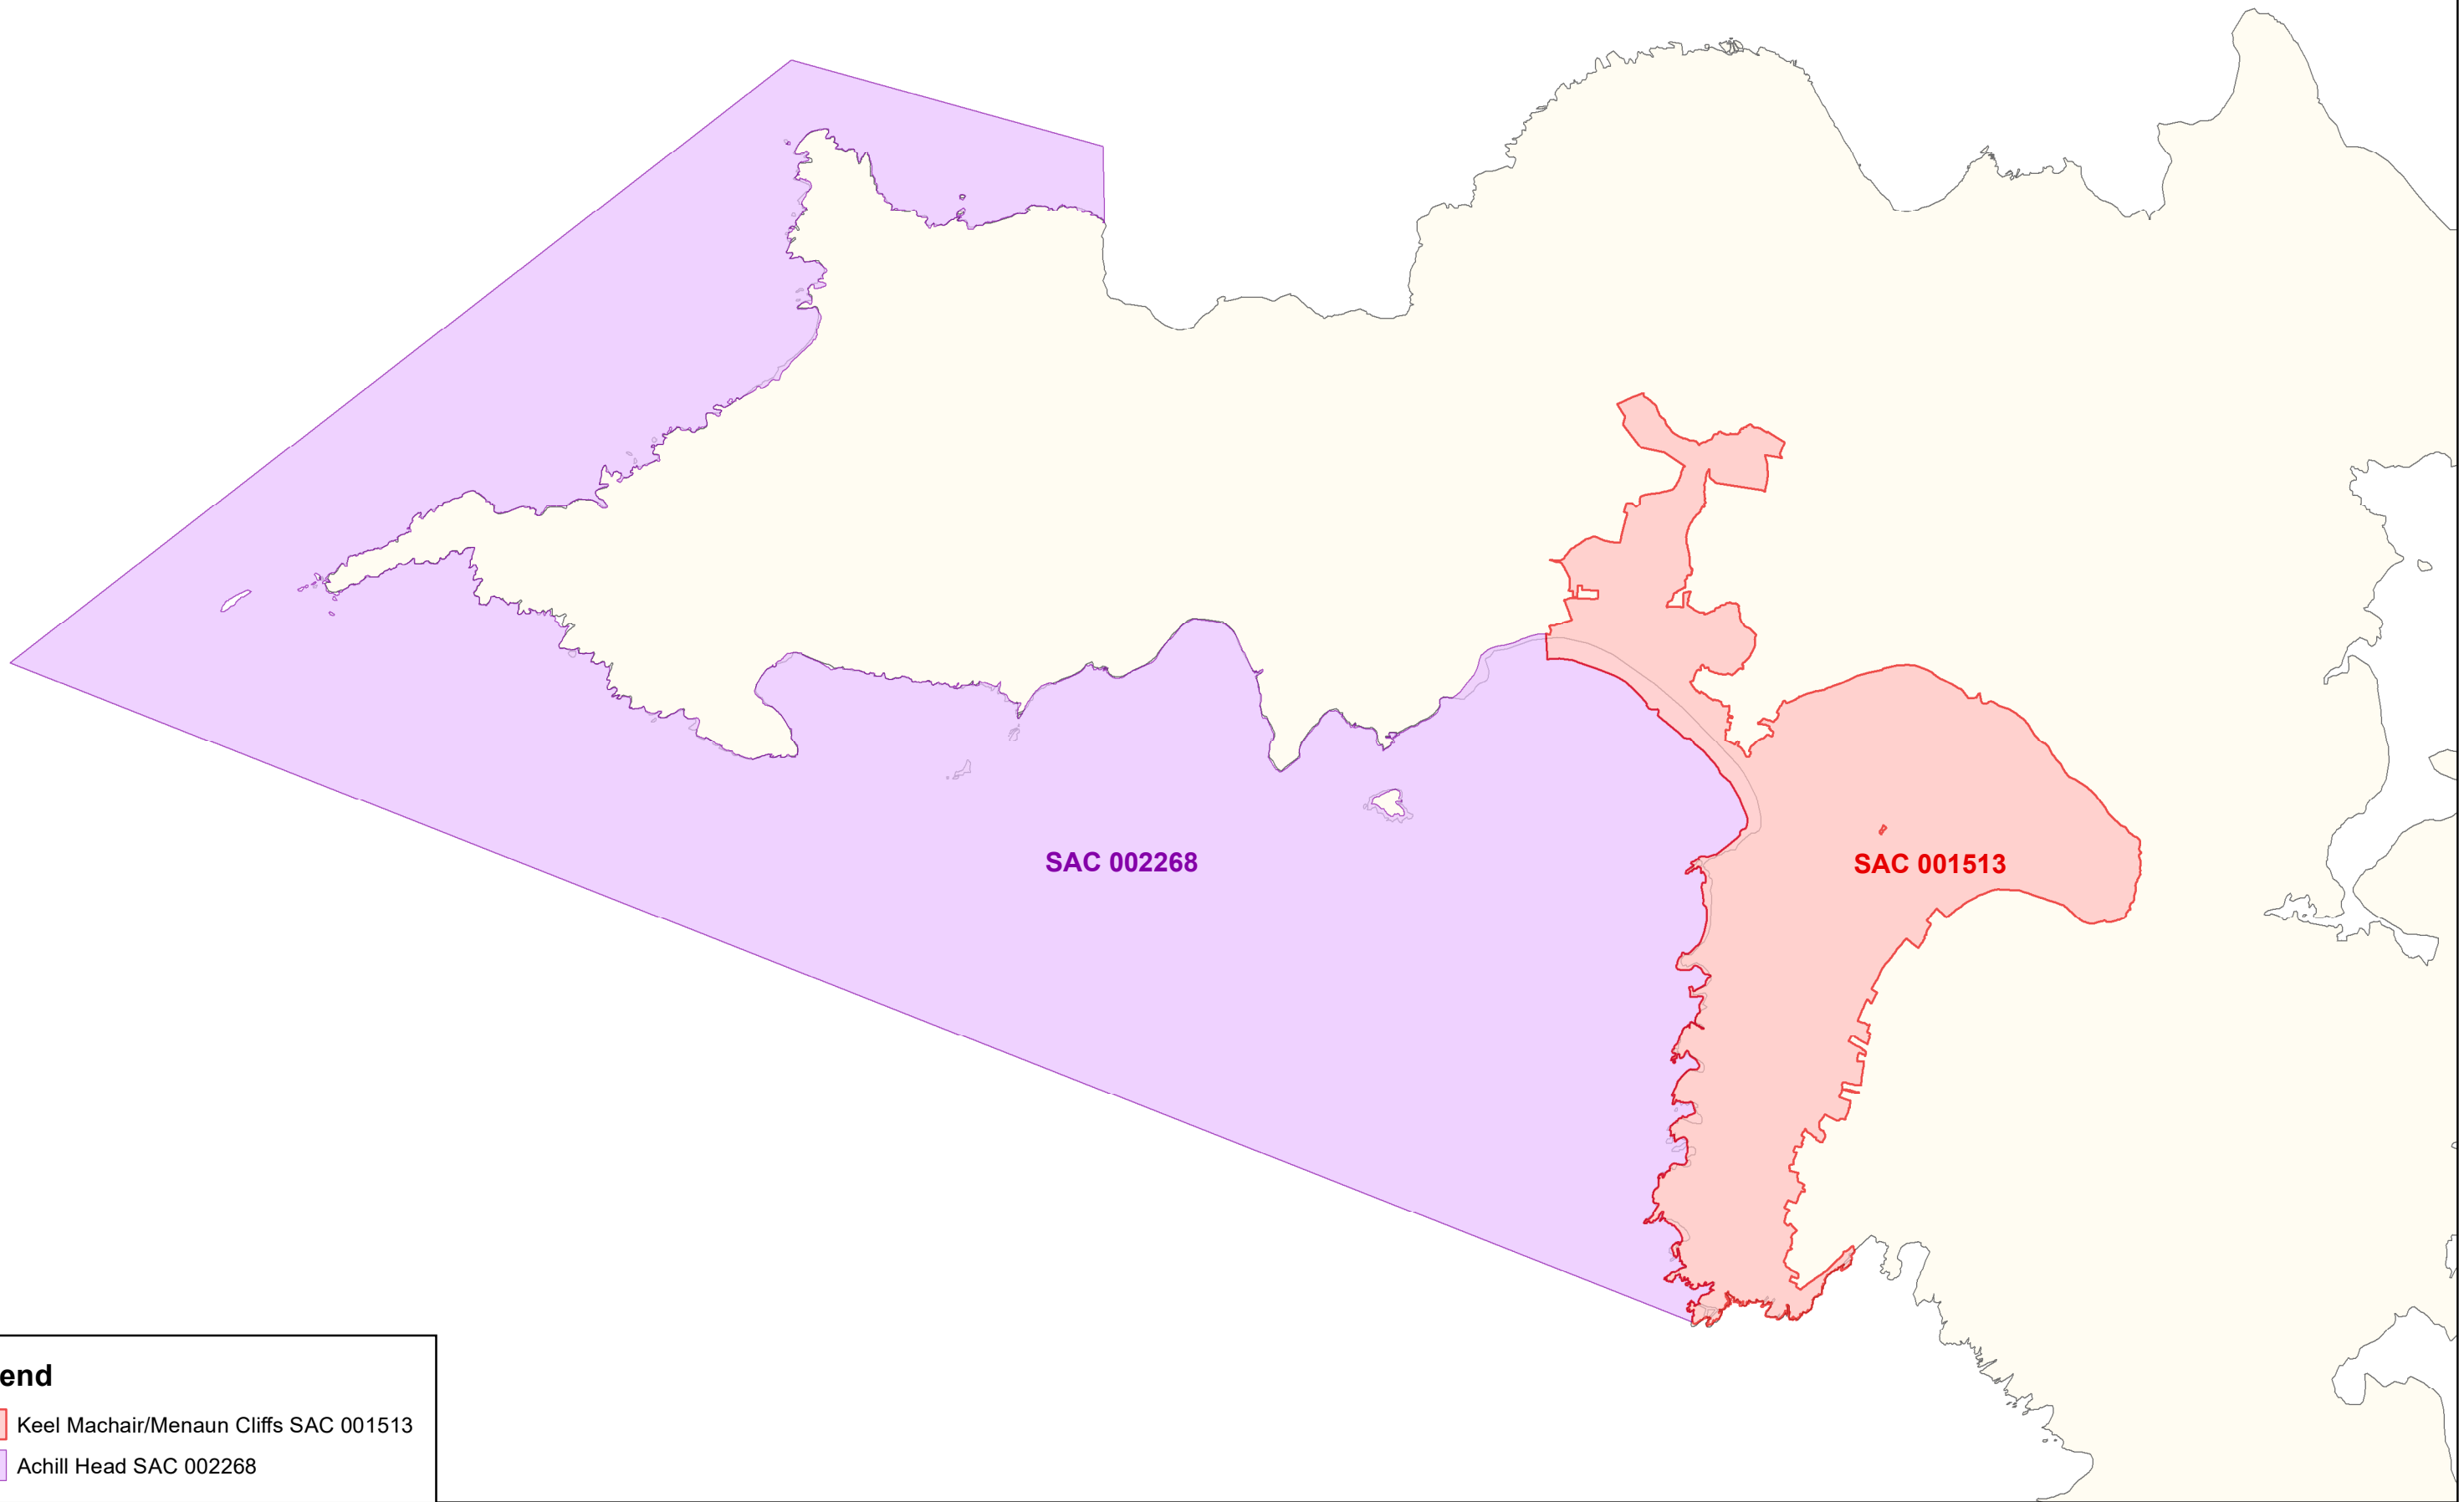 SAC 002268
SAC 001513
end
Keel Machair/Menaun Cliffs SAC 001513
Achill Head SAC 002268